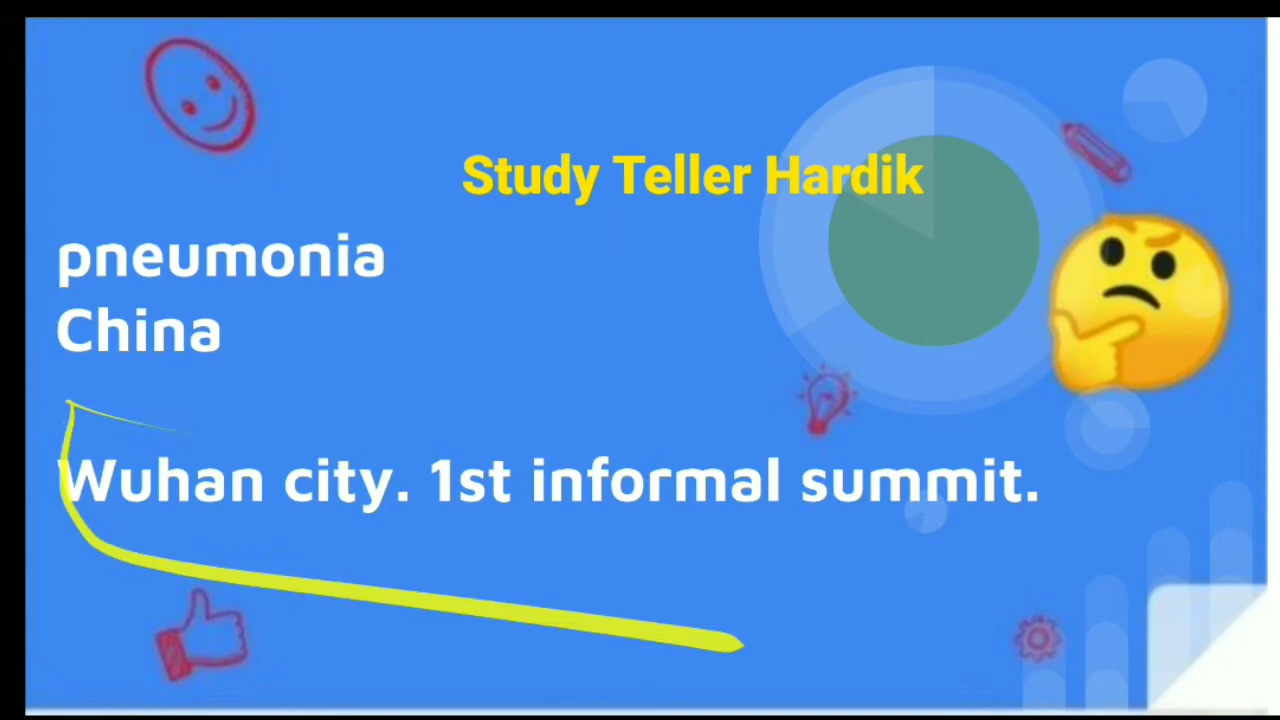 Study Teller Hardik
pneumonia
China
Wuhan city. 1st informal summit.